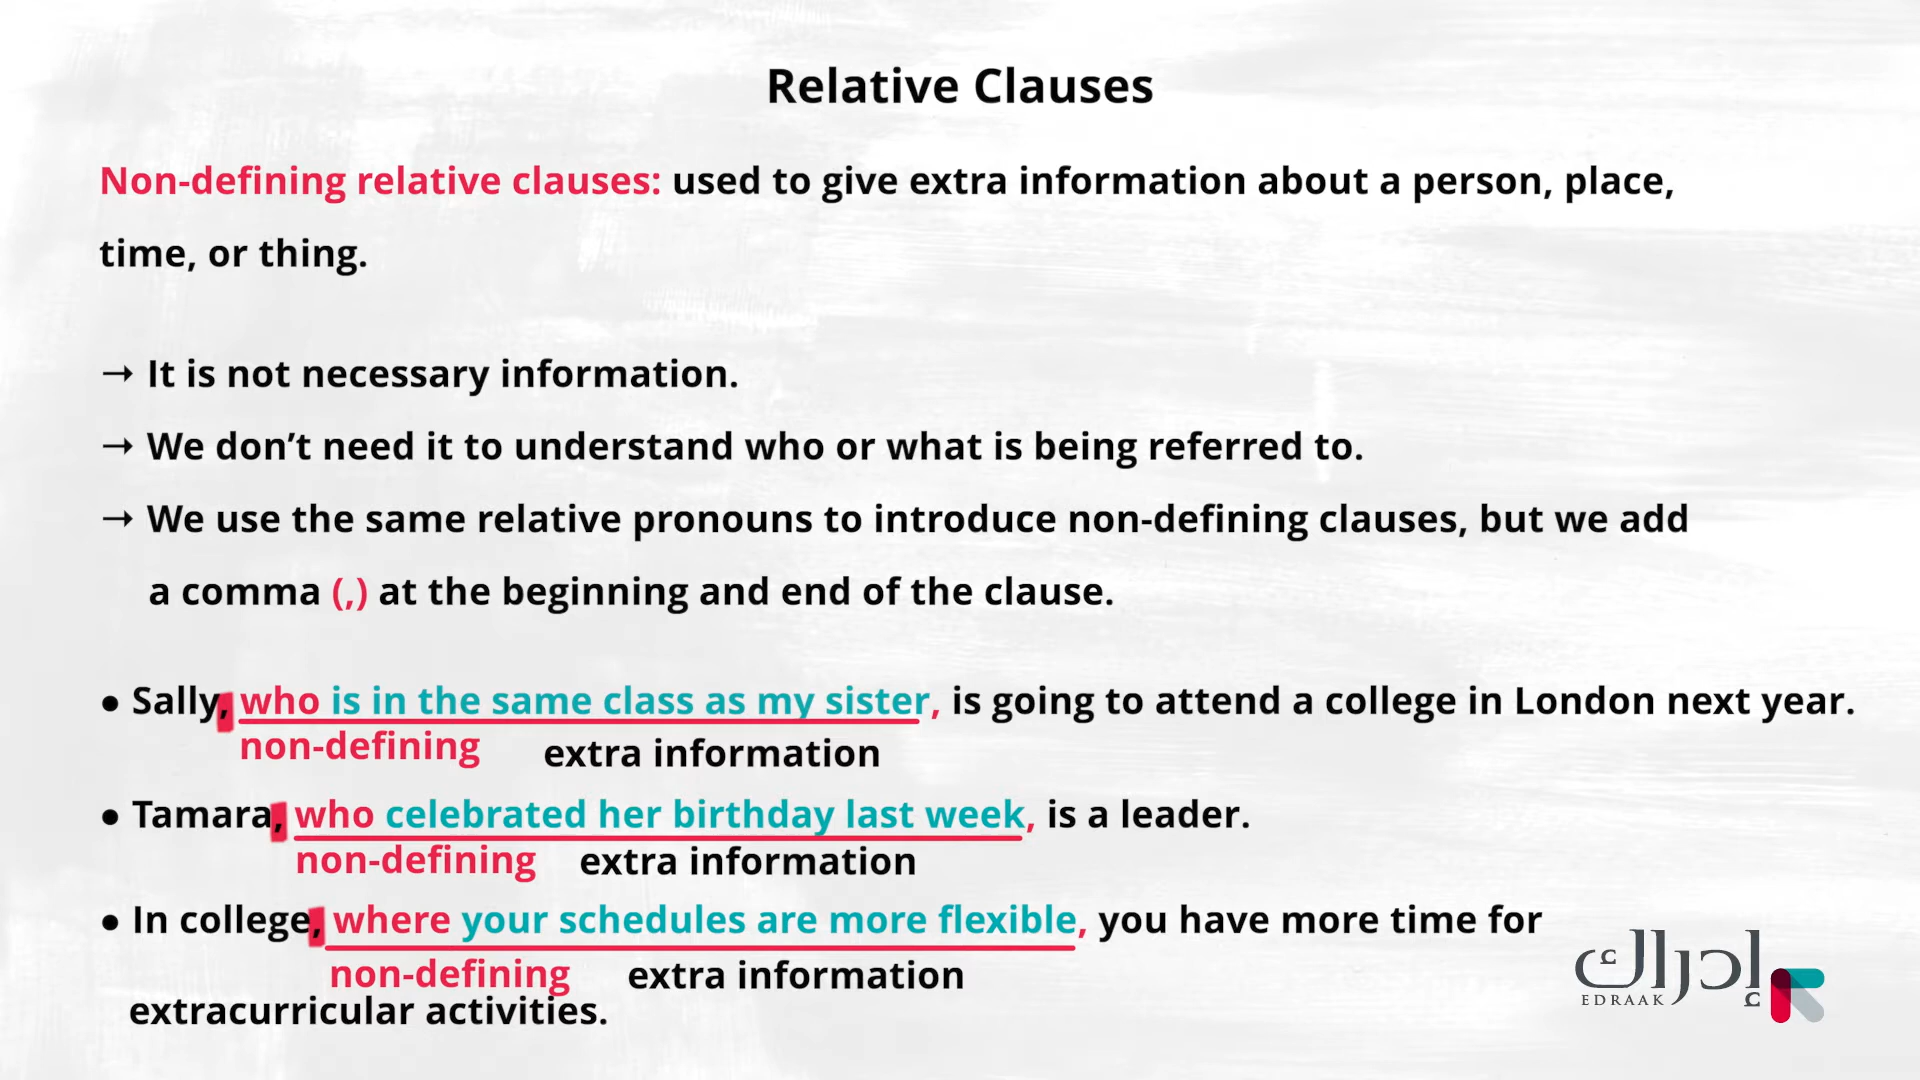 Relative Clauses
Non-defining relative clauses: used to give extra information about a person, place,
time, or thing.
→ It is not necessary information.
→ We don’t need it to understand who or what is being referred to.
→ We use the same relative pronouns to introduce non-defining clauses, but we add
a comma (,) at the beginning and end of the clause.
● Sally, who is in the same class as my sister, is going to attend a college in London next year.
non-defining extra information
● Tamara, who celebrated her birthday last week, is a leader.
non-defining extra information
● In college, where your schedules are more flexible, you have more time for
non-defining extra information
extracurricular activities.
إدراك
EDRAAK